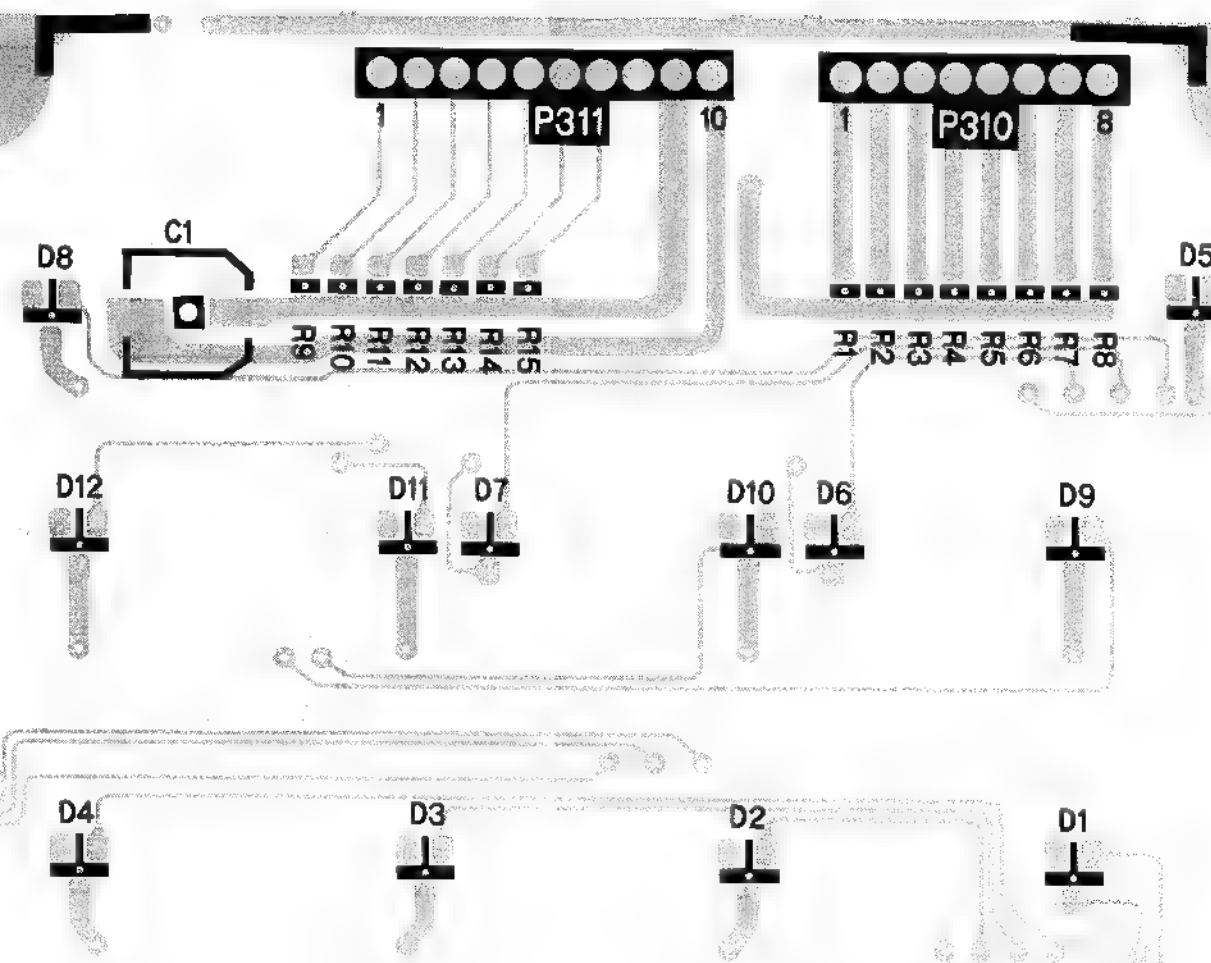 1 P311 10
1 P310 8
C1
D8
D5
R9 R10 R11 R12 R13 R14 R15
R1 R2 R3 R4 R5 R6 R7 R8
D12 D11 D7 D10 D6 D9
D4 D3 D2 D1